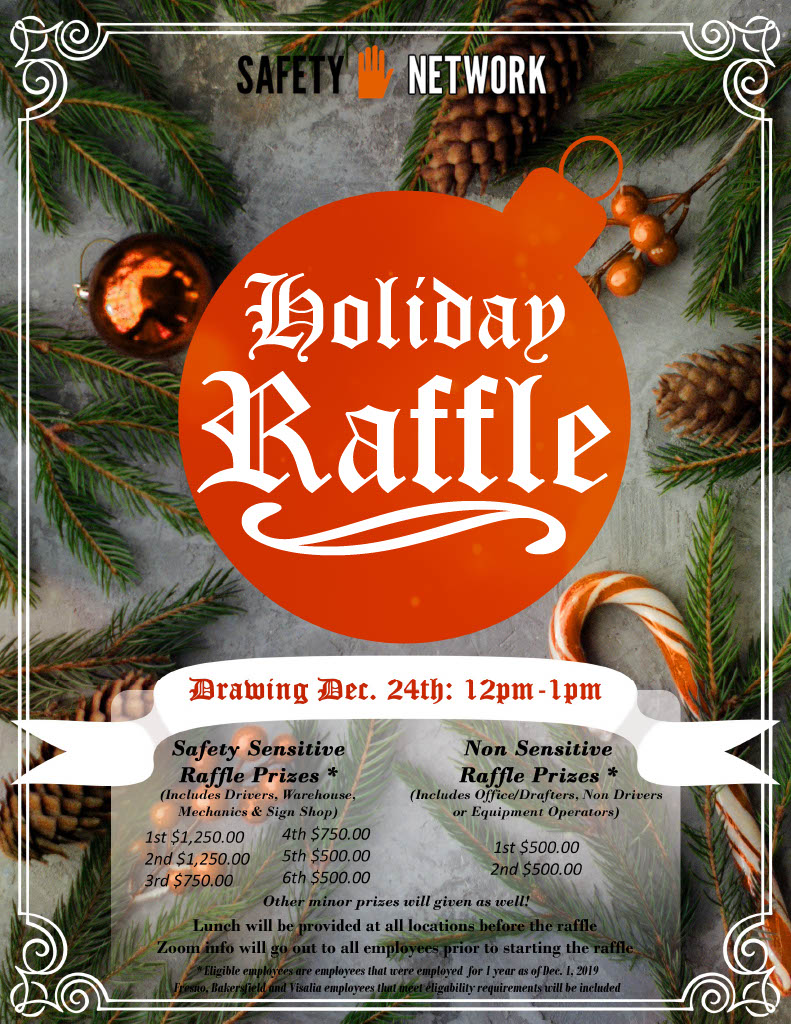 SAFETY NETWORK
Holiday
Raffle
Drawing Dec. 24th: 12pm-1pm
Safety Sensitive
Raffle Prizes *
(Includes Drivers, Warehouse,
Mechanics & Sign Shop)
1st $1,250.00
2nd $1,250.00
3rd $750.00
4th $750.00
5th $500.00
6th $500.00
Non Sensitive
Raffle Prizes *
(Includes Office/Drafters, Non Drivers
or Equipment Operators)
1st $500.00
2nd $500.00
Other minor prizes will given as well!
Lunch will be provided at all locations before the raffle
Zoom info will go out to all employees prior to starting the raffle
*Eligible employees are employees that were employed for 1 year as of Dec. 1, 2019
Fresno, Bakersfield and Visalia employees that meet eligability requirements will be included